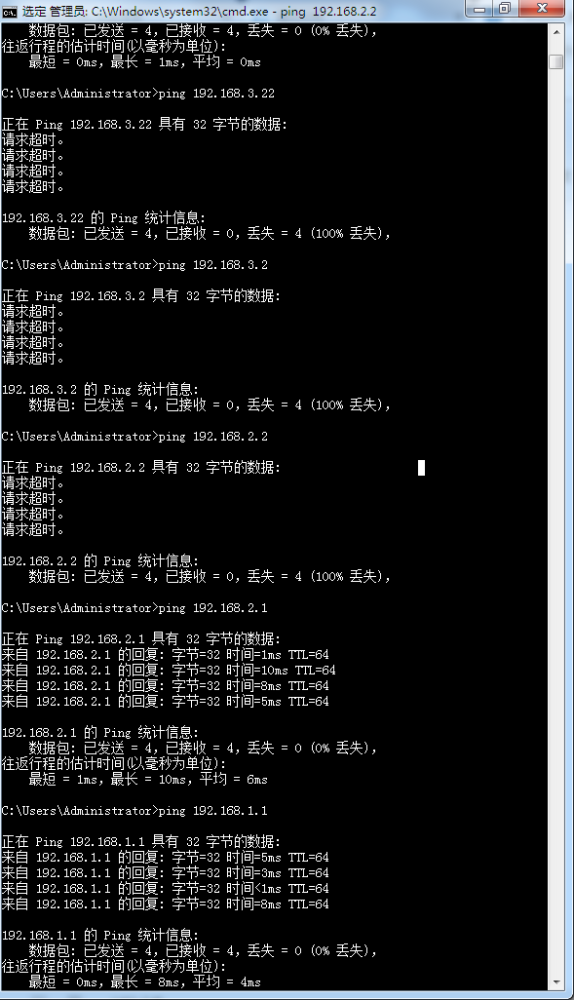 选定 管理员: C:\Windows\system32\cmd.exe - ping  192.168.2.2
数据包: 已发送 = 4，已接收 = 4，丢失 = 0 (0% 丢失)，
往返行程的估计时间(以毫秒为单位):
最短 = 0ms，最长 = 1ms，平均 = 0ms
C:\Users\Administrator>ping 192.168.3.22
正在 Ping 192.168.3.22 具有 32 字节的数据:
请求超时。
请求超时。
请求超时。
请求超时。
192.168.3.22 的 Ping 统计信息:
数据包: 已发送 = 4，已接收 = 0，丢失 = 4 (100% 丢失)，
C:\Users\Administrator>ping 192.168.3.2
正在 Ping 192.168.3.2 具有 32 字节的数据:
请求超时。
请求超时。
请求超时。
请求超时。
192.168.3.2 的 Ping 统计信息:
数据包: 已发送 = 4，已接收 = 0，丢失 = 4 (100% 丢失)，
C:\Users\Administrator>ping 192.168.2.2
正在 Ping 192.168.2.2 具有 32 字节的数据:
请求超时。
请求超时。
请求超时。
请求超时。
192.168.2.2 的 Ping 统计信息:
数据包: 已发送 = 4，已接收 = 0，丢失 = 4 (100% 丢失)，
C:\Users\Administrator>ping 192.168.2.1
正在 Ping 192.168.2.1 具有 32 字节的数据:
来自 192.168.2.1 的回复: 字节=32 时间=1ms TTL=64
来自 192.168.2.1 的回复: 字节=32 时间=10ms TTL=64
来自 192.168.2.1 的回复: 字节=32 时间=8ms TTL=64
来自 192.168.2.1 的回复: 字节=32 时间=5ms TTL=64
192.168.2.1 的 Ping 统计信息:
数据包: 已发送 = 4，已接收 = 4，丢失 = 0 (0% 丢失)，
往返行程的估计时间(以毫秒为单位):
最短 = 1ms，最长 = 10ms，平均 = 6ms
C:\Users\Administrator>ping 192.168.1.1
正在 Ping 192.168.1.1 具有 32 字节的数据:
来自 192.168.1.1 的回复: 字节=32 时间=5ms TTL=64
来自 192.168.1.1 的回复: 字节=32 时间=3ms TTL=64
来自 192.168.1.1 的回复: 字节=32 时间<1ms TTL=64
来自 192.168.1.1 的回复: 字节=32 时间=8ms TTL=64
192.168.1.1 的 Ping 统计信息:
数据包: 已发送 = 4，已接收 = 4，丢失 = 0 (0% 丢失)，
往返行程的估计时间(以毫秒为单位):
最短 = 0ms，最长 = 8ms，平均 = 4ms